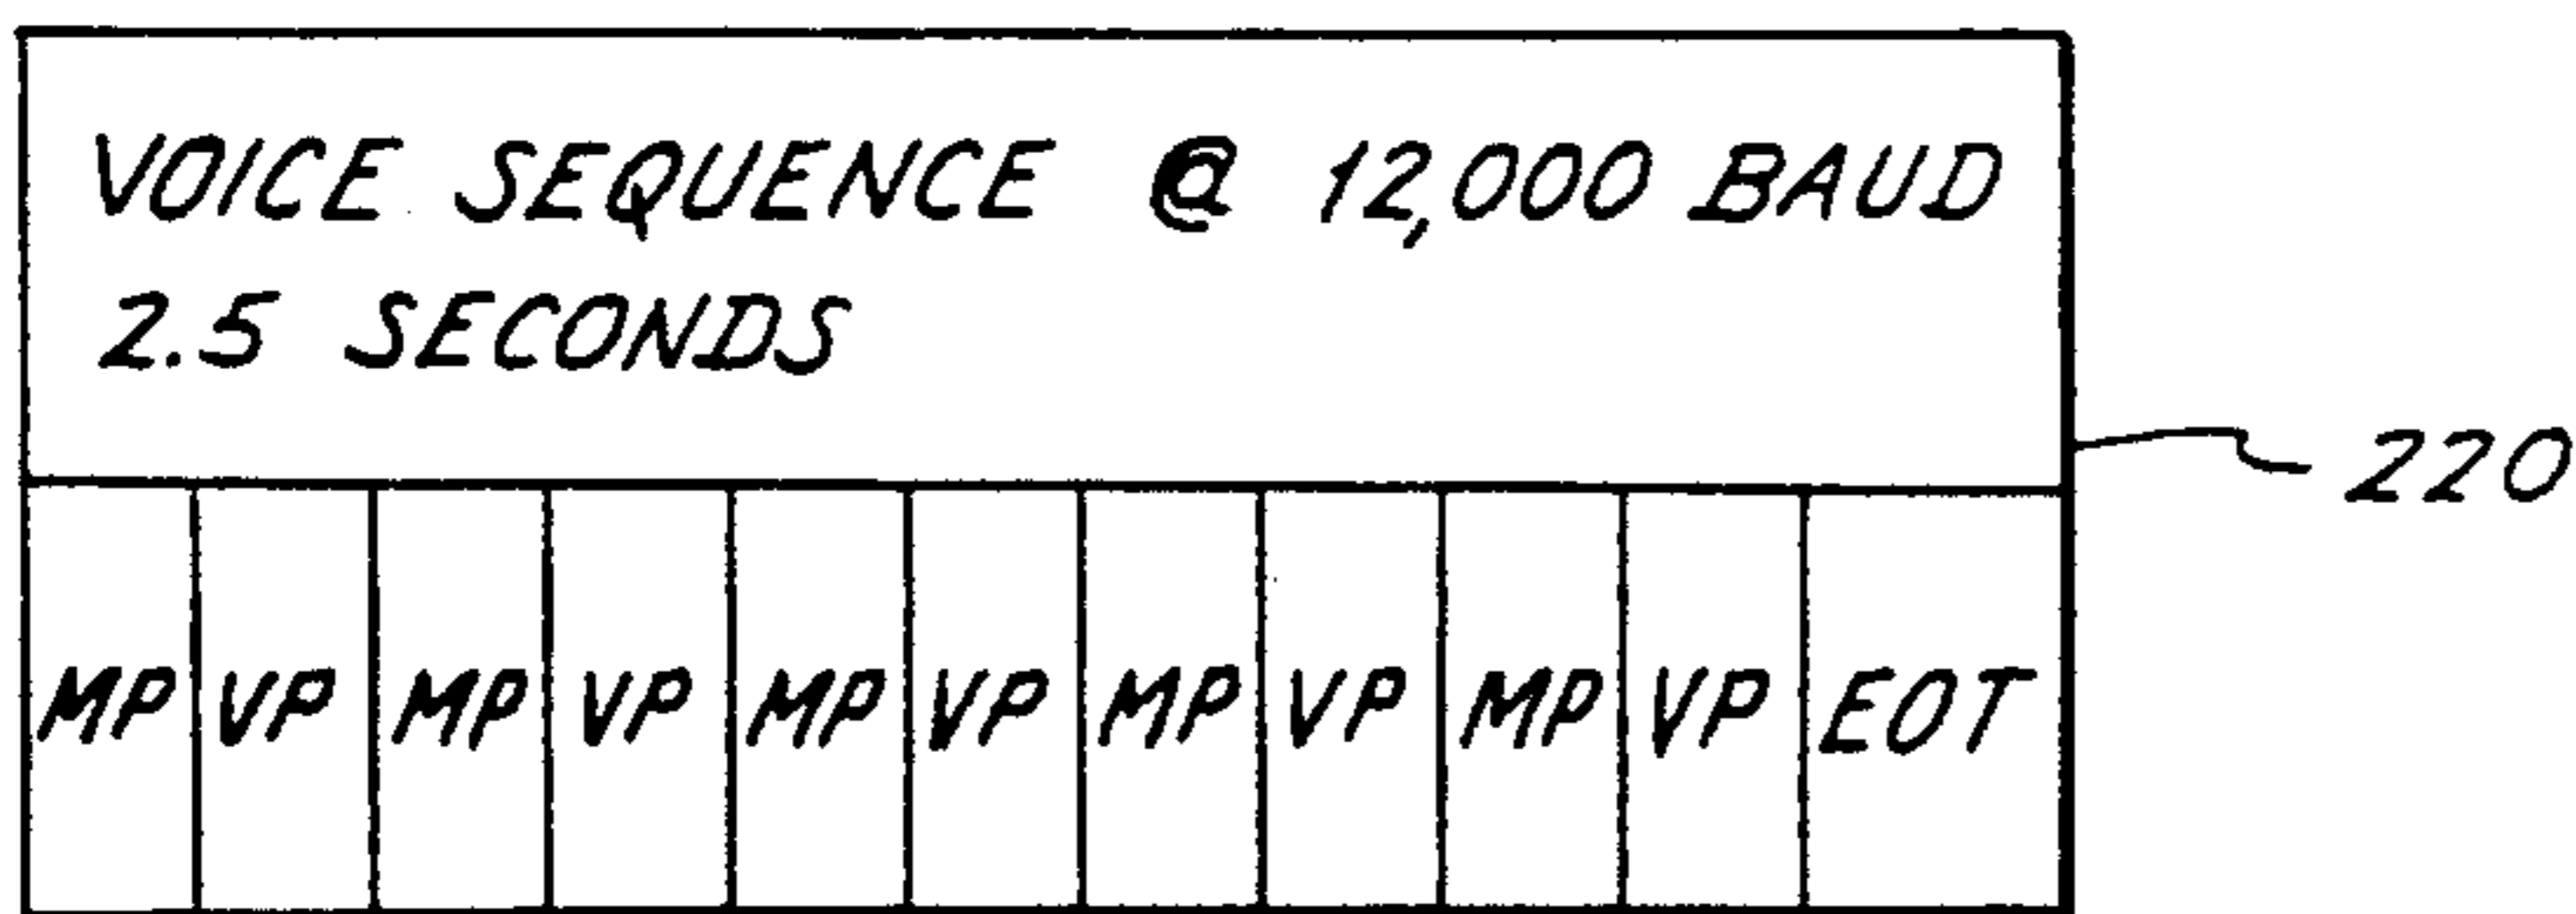 VOICE SEQUENCE @ 12,000 BAUD
2.5 SECONDS
220
MP VP MP VP MP VP MP VP MP VP EOT